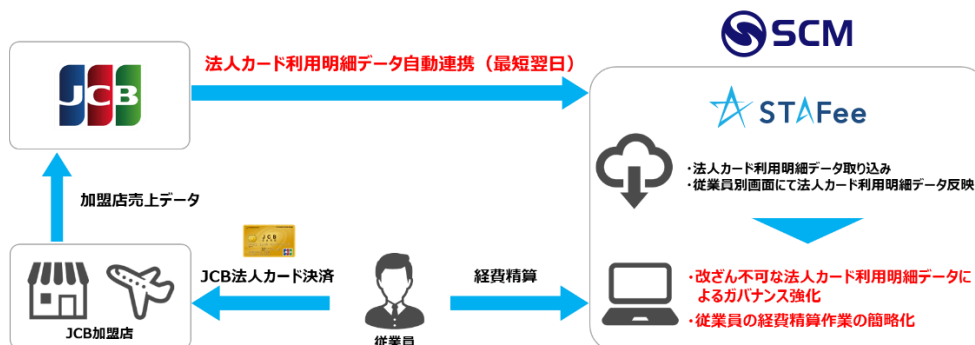 SCM
JCB
法人カード利用明細データ自動連携（最短翌日）
STAFee
・法人カード利用明細データ取り込み
・従業員別画面にて法人カード利用明細データ反映
加盟店売上データ
JCB法人カード決済
経費精算
・改ざん不可な法人カード利用明細データに
よるガバナンス強化
・従業員の経費精算作業の簡略化
JCB加盟店
従業員